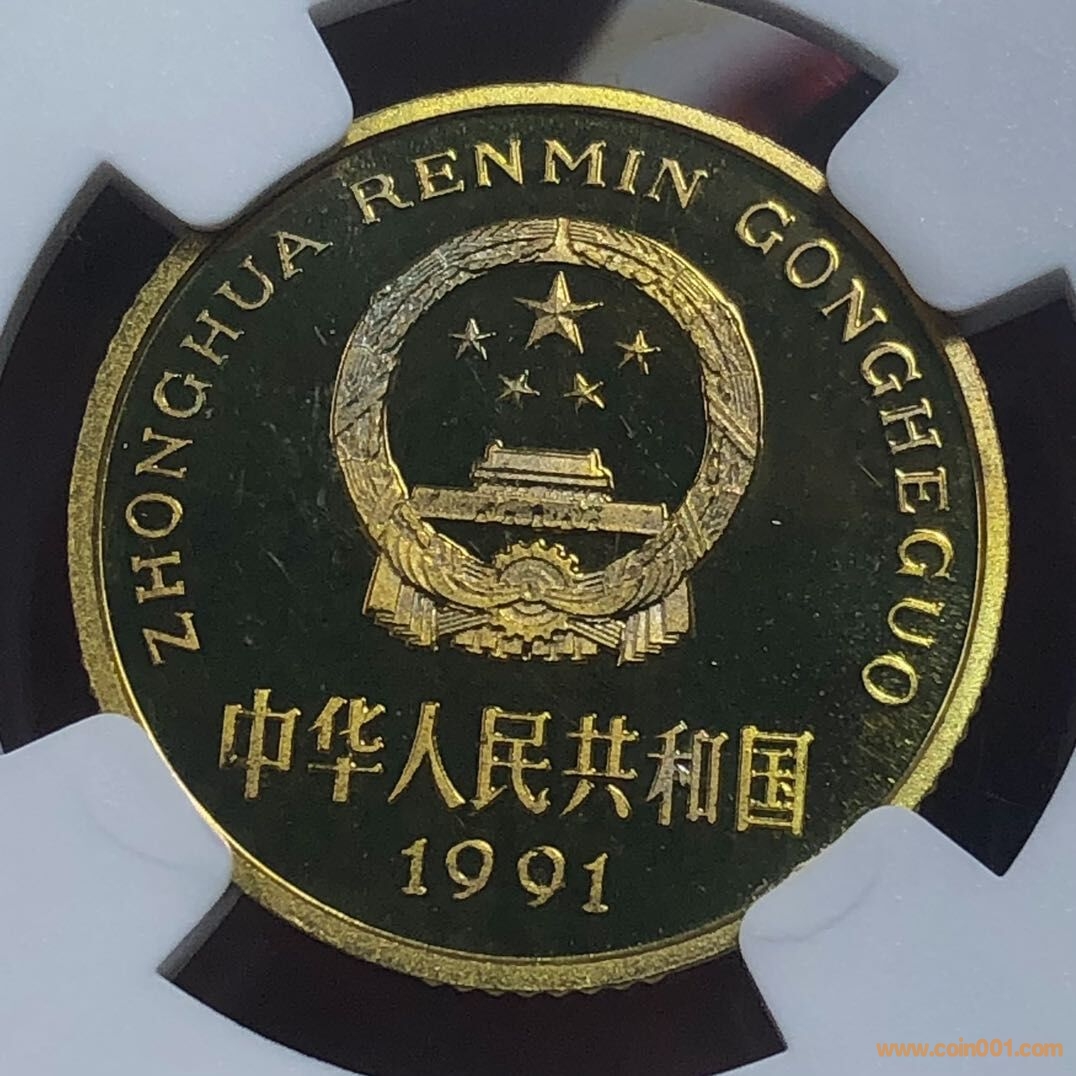 ZHONGHUA RENMIN GONGHEGUO
中华人民共和国
1991
www.coin001.com